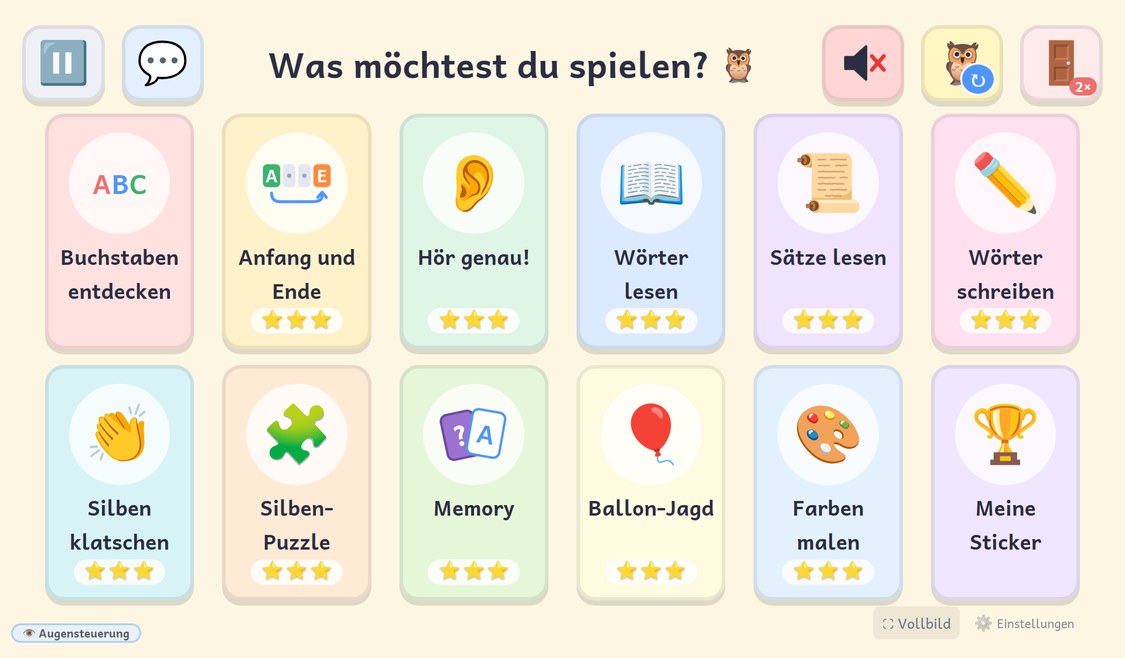 Was möchtest du spielen?
2×
ABC
A E
Buchstaben
entdecken
Anfang und
Ende
Hör genau!
Wörter
lesen
Sätze lesen
Wörter
schreiben
? A
Silben
klatschen
Silben-
Puzzle
Memory
Ballon-Jagd
Farben
malen
Meine
Sticker
Augensteuerung
Vollbild
Einstellungen